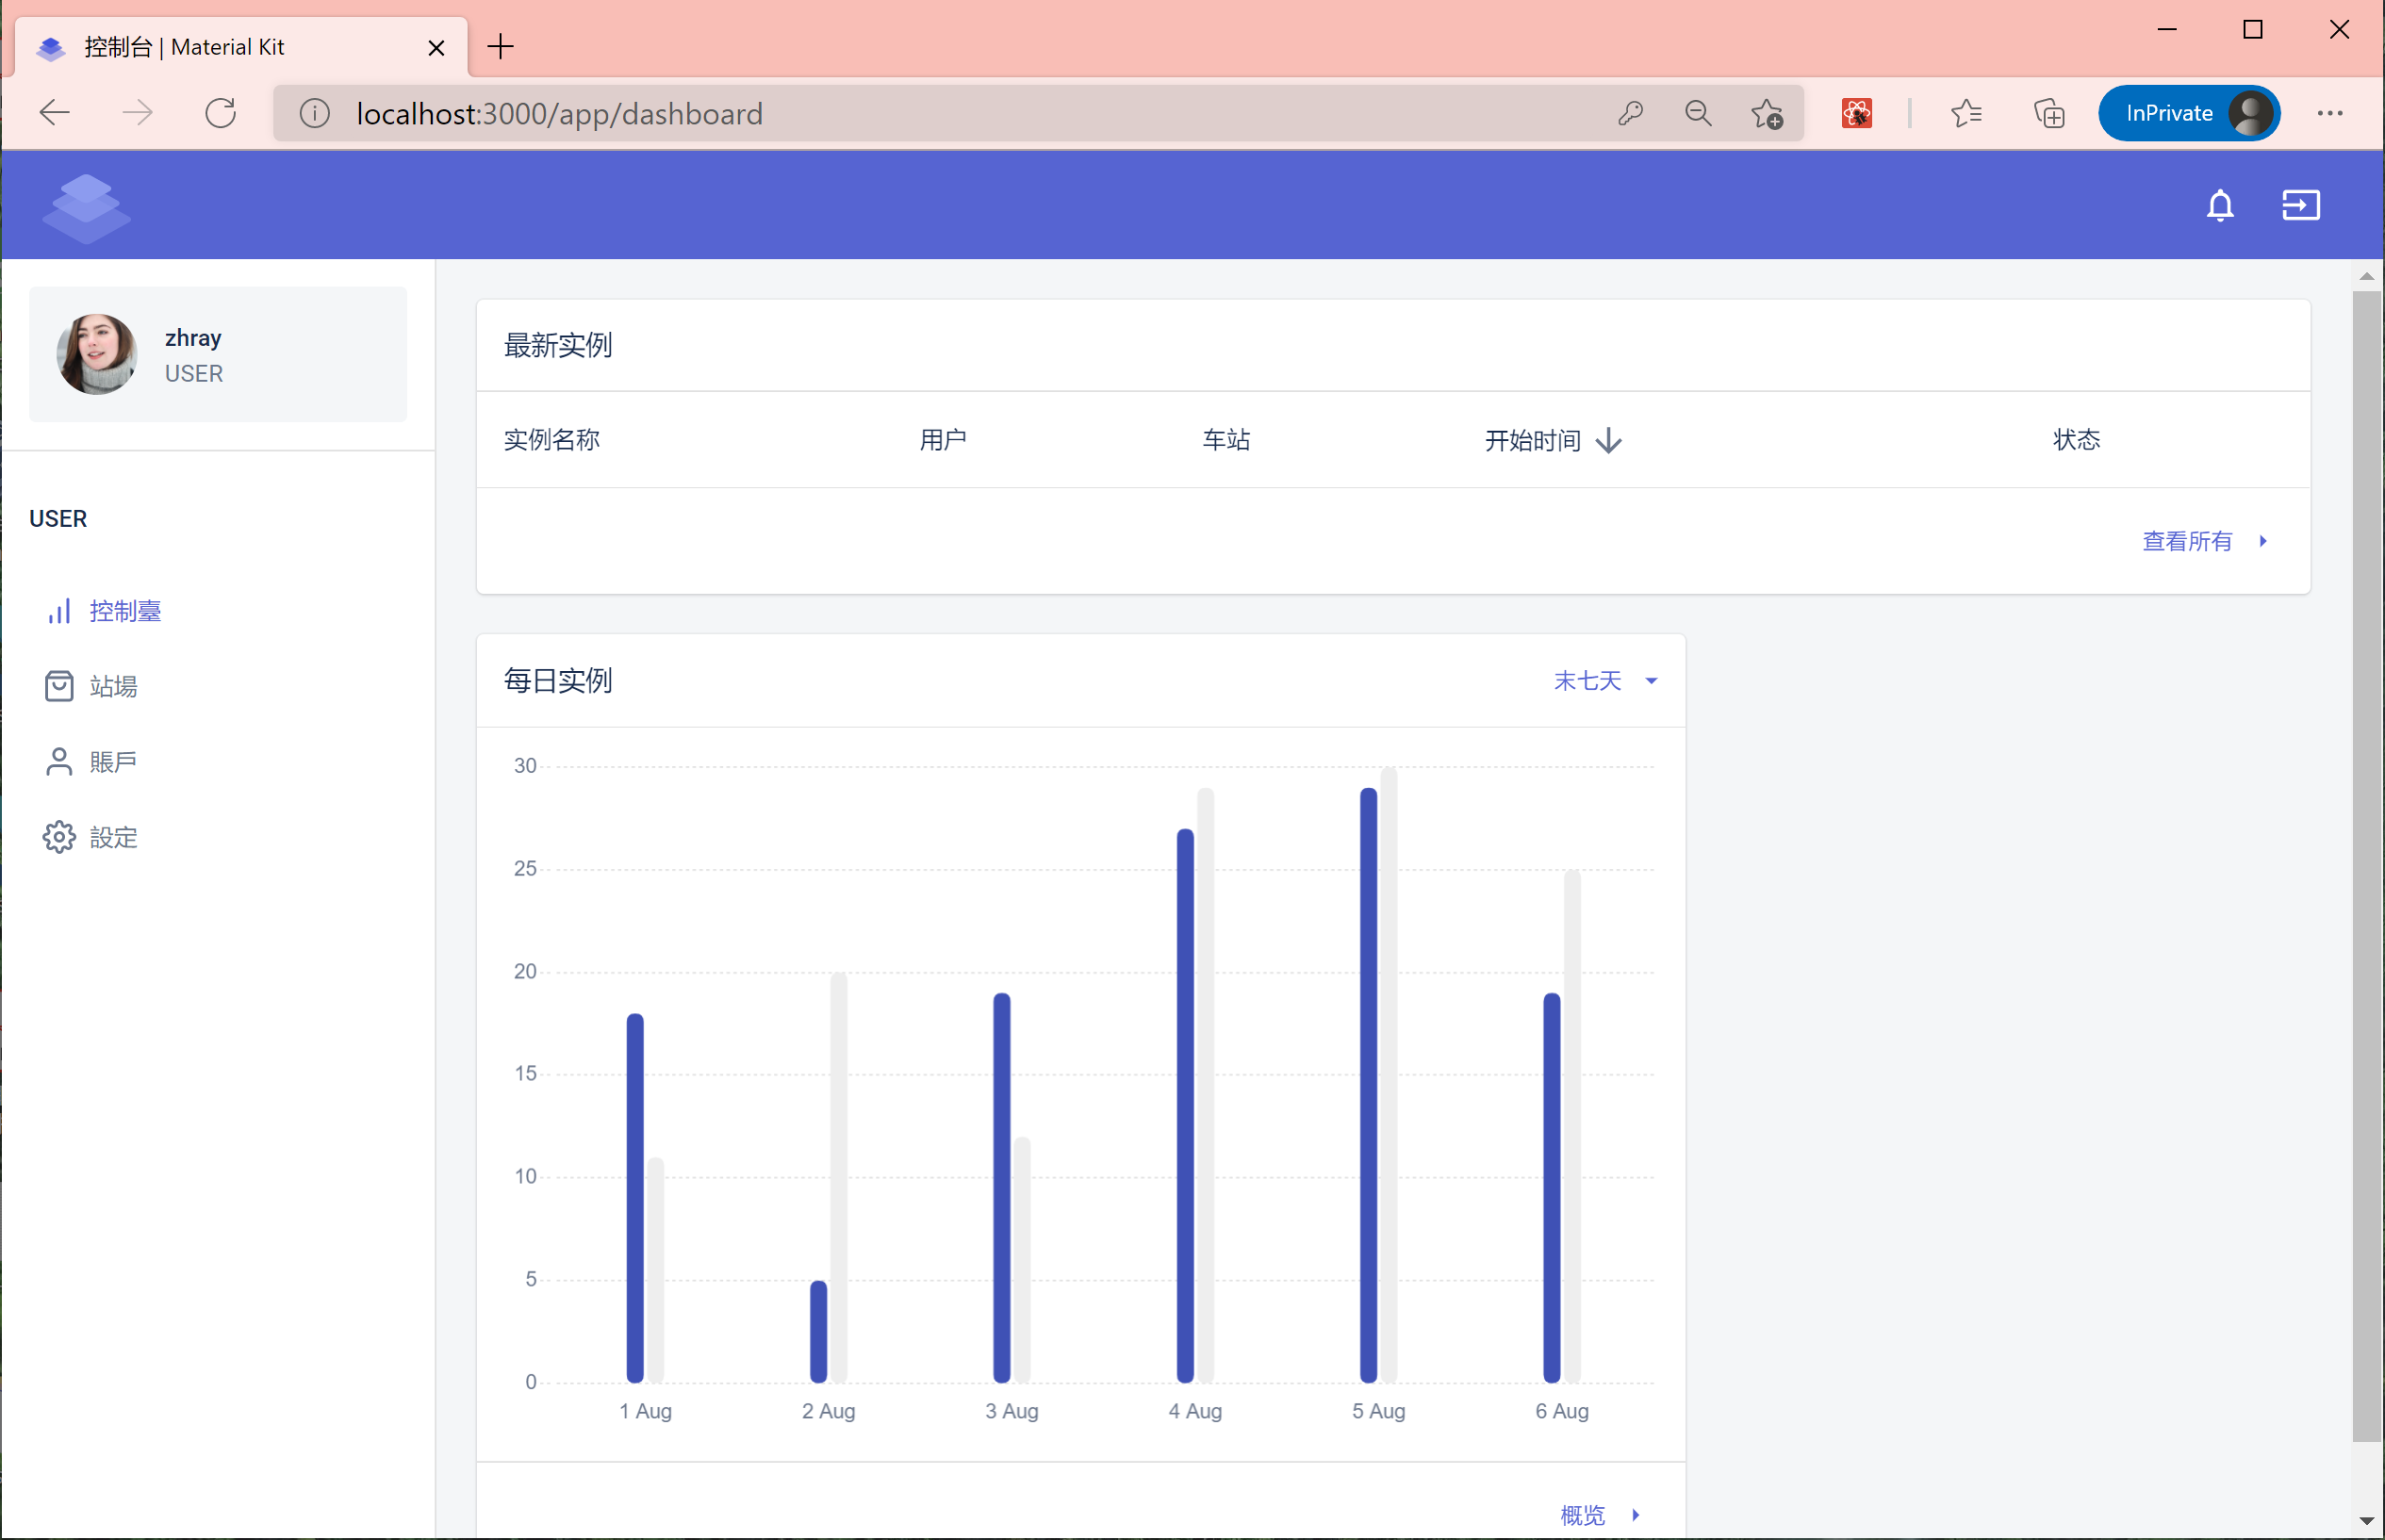 控制台 | Material Kit
localhost:3000/app/dashboard
InPrivate
zhray
USER
USER
控制臺
站場
賬戶
設定
最新实例
实例名称 用户 车站 开始时间 状态
查看所有
每日实例 末七天
30
25
20
15
10
5
0
1 Aug 2 Aug 3 Aug 4 Aug 5 Aug 6 Aug
概览